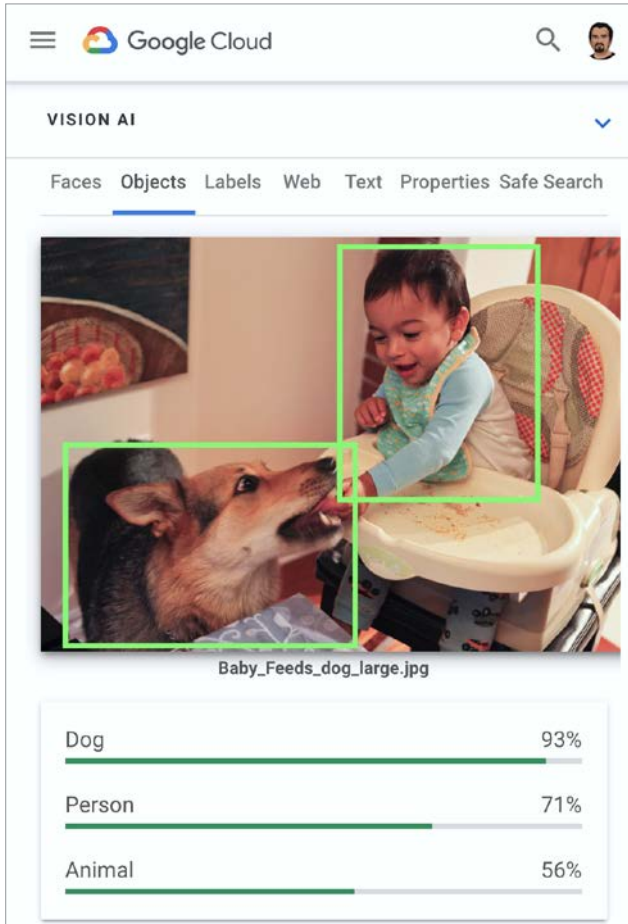 Google Cloud
VISION AI
Faces Objects Labels Web Text Properties Safe Search
Baby_Feeds_dog_large.jpg
Dog 93%
Person 71%
Animal 56%